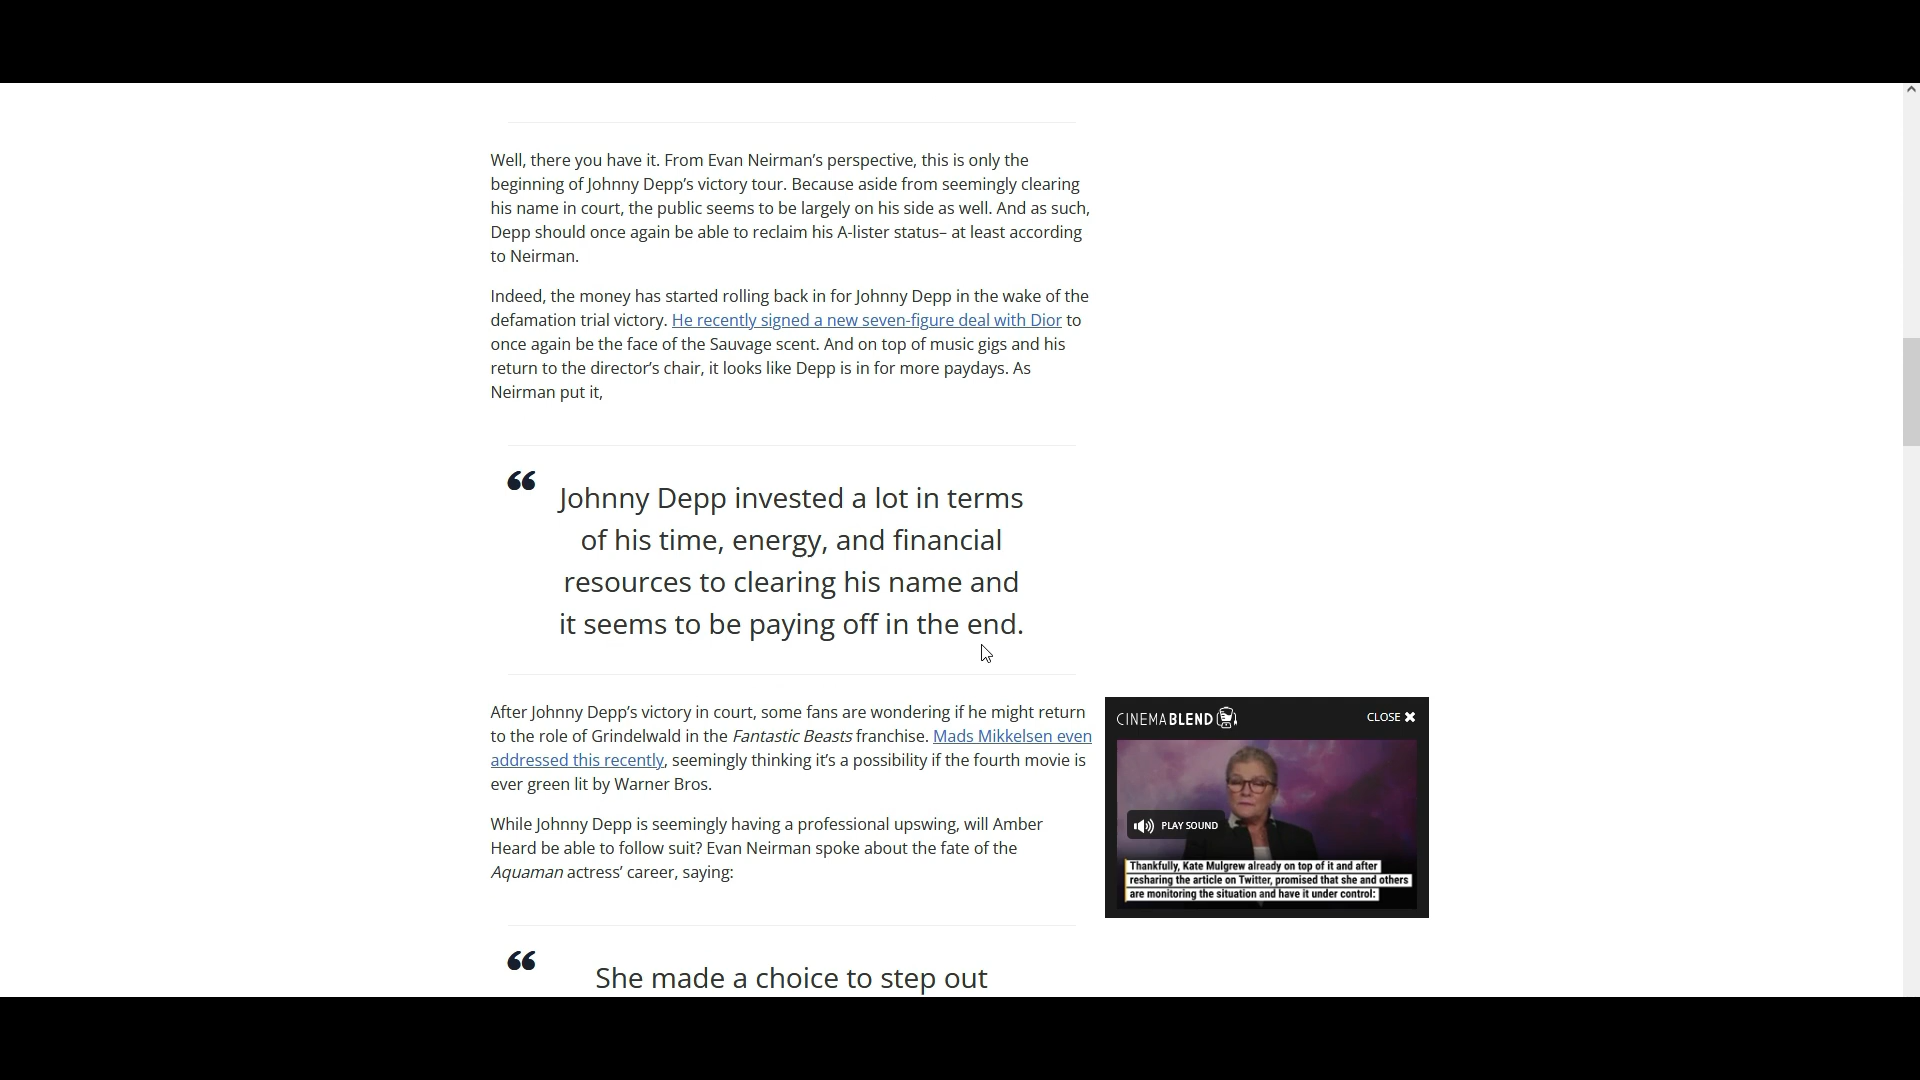 Well, there you have it. From Evan Neirman’s perspective, this is only the
beginning of Johnny Depp’s victory tour. Because aside from seemingly clearing
his name in court, the public seems to be largely on his side as well. And as such,
Depp should once again be able to reclaim his A-lister status– at least according
to Neirman.
Indeed, the money has started rolling back in for Johnny Depp in the wake of the
defamation trial victory. He recently signed a new seven-figure deal with Dior to
once again be the face of the Sauvage scent. And on top of music gigs and his
return to the director’s chair, it looks like Depp is in for more paydays. As
Neirman put it,
“ Johnny Depp invested a lot in terms
of his time, energy, and financial
resources to clearing his name and
it seems to be paying off in the end.
After Johnny Depp’s victory in court, some fans are wondering if he might return
to the role of Grindelwald in the Fantastic Beasts franchise. Mads Mikkelsen even
addressed this recently, seemingly thinking it’s a possibility if the fourth movie is
ever green lit by Warner Bros.
While Johnny Depp is seemingly having a professional upswing, will Amber
Heard be able to follow suit? Evan Neirman spoke about the fate of the
Aquaman actress’ career, saying:
“ She made a choice to step out
CINEMABLEND
CLOSE ✖
PLAY SOUND
Thankfully, Kate Mulgrew already on top of it and after
resharing the article on Twitter, promised that she and others
are monitoring the situation and have it under control: